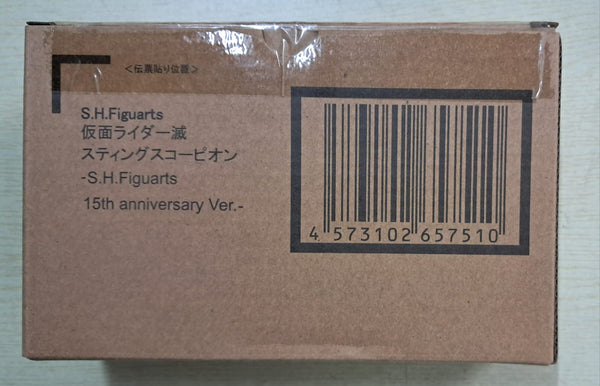 ＜伝票貼り位置＞
S.H.Figuarts
仮面ライダー滅
スティングスコーピオン
-S.H.Figuarts
15th anniversary Ver.-
4 573102 657510